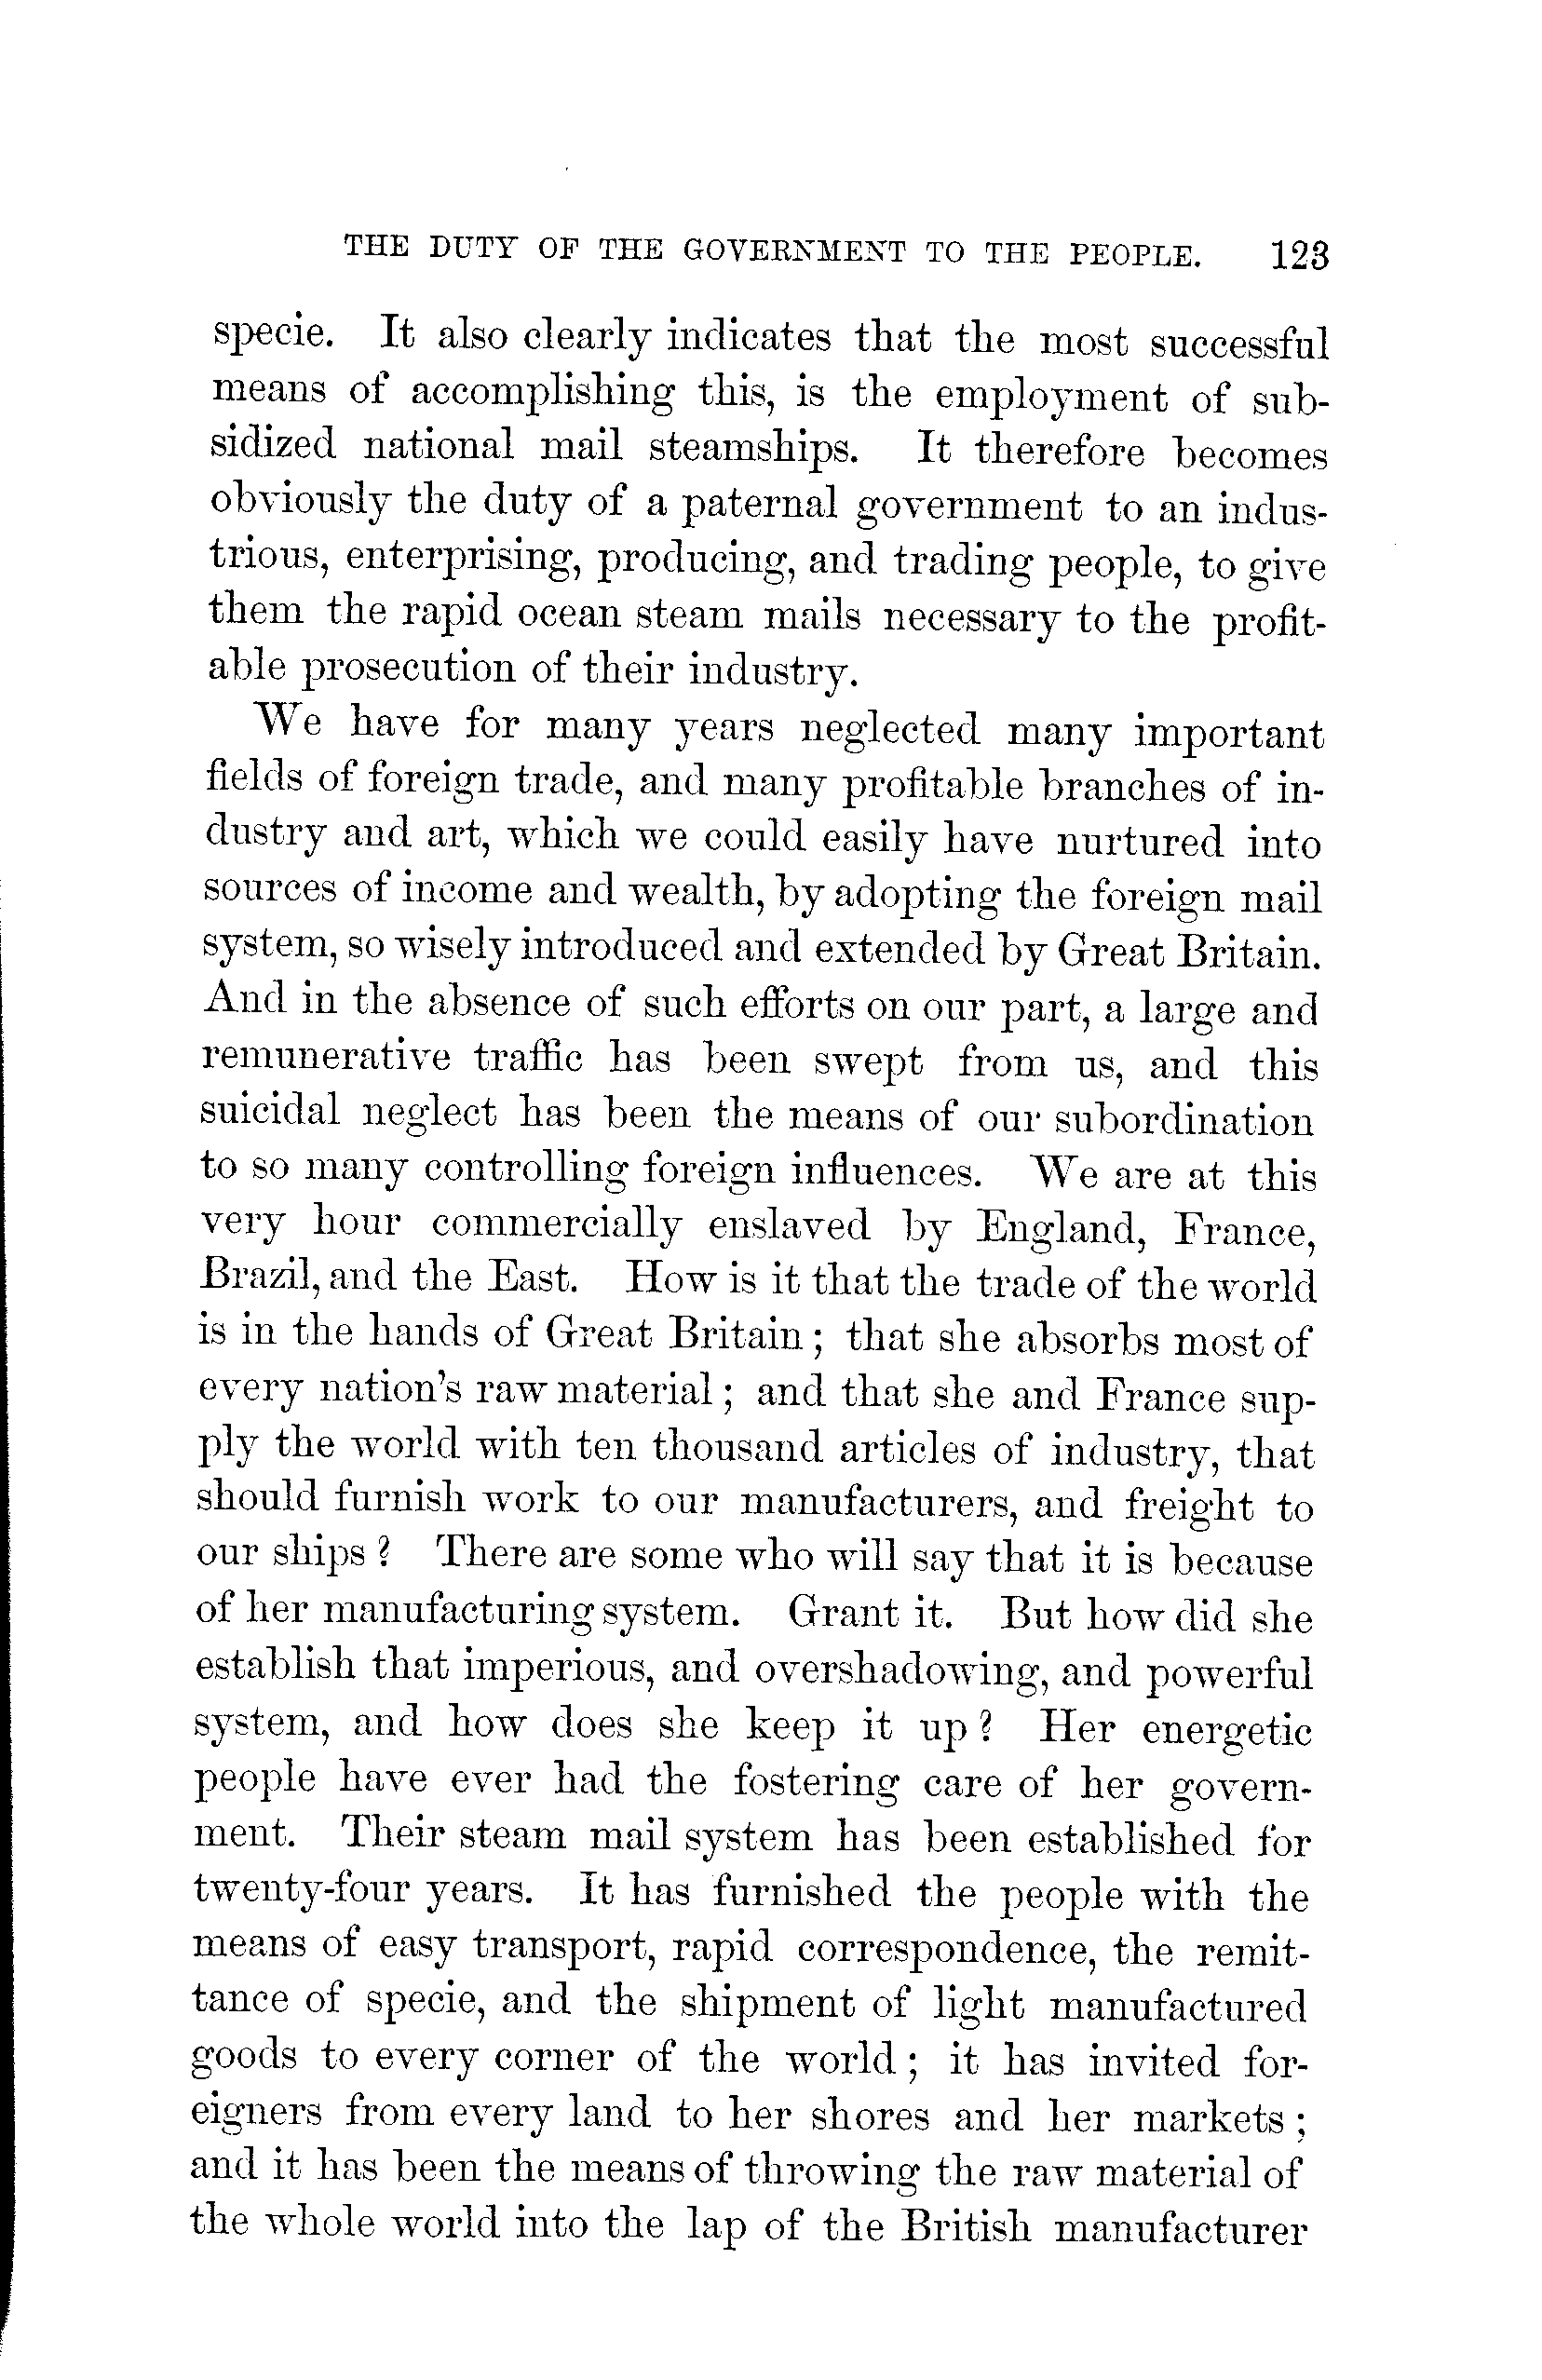 THE DUTY OF THE GOVERNMENT TO THE PEOPLE. 123
specie. It also clearly indicates that the most successful
means of accomplishing this, is the employment of sub-
sidized national mail steamships. It therefore becomes
obviously the duty of a paternal government to an indus-
trious, enterprising, producing, and trading people, to give
them the rapid ocean steam mails necessary to the profit-
able prosecution of their industry.
We have for many years neglected many important
fields of foreign trade, and many profitable branches of in-
dustry and art, which we could easily have nurtured into
sources of income and wealth, by adopting the foreign mail
system, so wisely introduced and extended by Great Britain.
And in the absence of such efforts on our part, a large and
remunerative traffic has been swept from us, and this
suicidal neglect has been the means of our subordination
to so many controlling foreign influences. We are at this
very hour commercially enslaved by England, France,
Brazil, and the East. How is it that the trade of the world
is in the hands of Great Britain; that she absorbs most of
every nation's raw material; and that she and France sup-
ply the world with ten thousand articles of industry, that
should furnish work to our manufacturers, and freight to
our ships? There are some who will say that it is because
of her manufacturing system. Grant it. But how did she
establish that imperious, and overshadowing, and powerful
system, and how does she keep it up? Her energetic
people have ever had the fostering care of her govern-
ment. Their steam mail system has been established for
twenty-four years. It has furnished the people with the
means of easy transport, rapid correspondence, the remit-
tance of specie, and the shipment of light manufactured
goods to every corner of the world; it has invited for-
eigners from every land to her shores and her markets;
and it has been the means of throwing the raw material of
the whole world into the lap of the British manufacturer